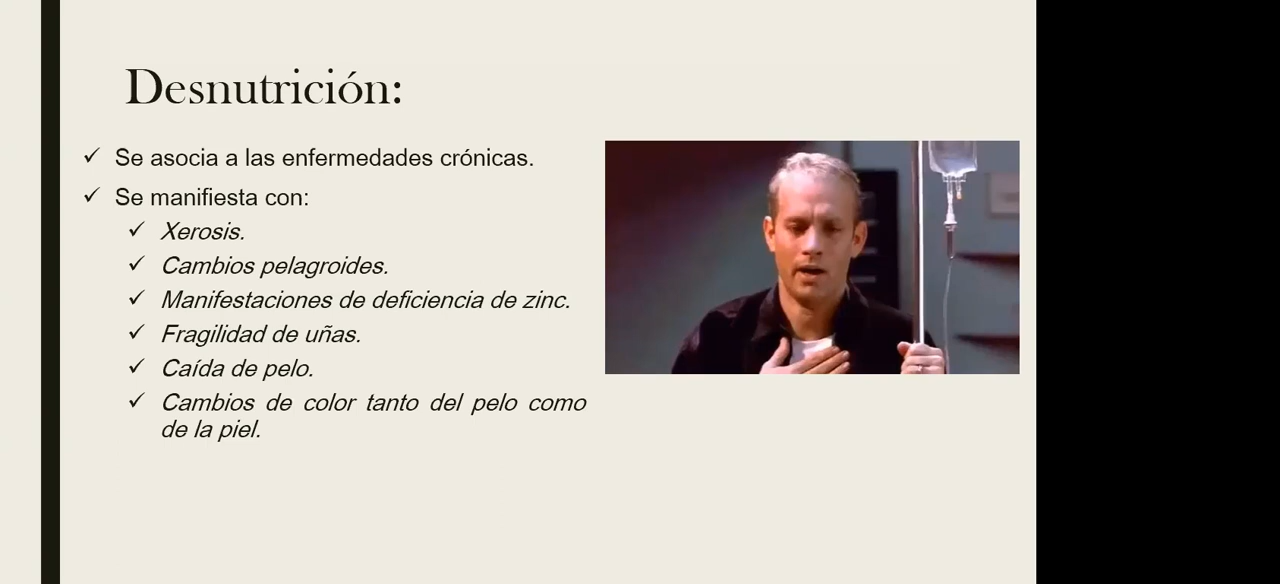 Desnutrición:
✓ Se asocia a las enfermedades crónicas.
✓ Se manifiesta con:
✓ Xerosis.
✓ Cambios pelagroides.
✓ Manifestaciones de deficiencia de zinc.
✓ Fragilidad de uñas.
✓ Caída de pelo.
✓ Cambios de color tanto del pelo como
de la piel.